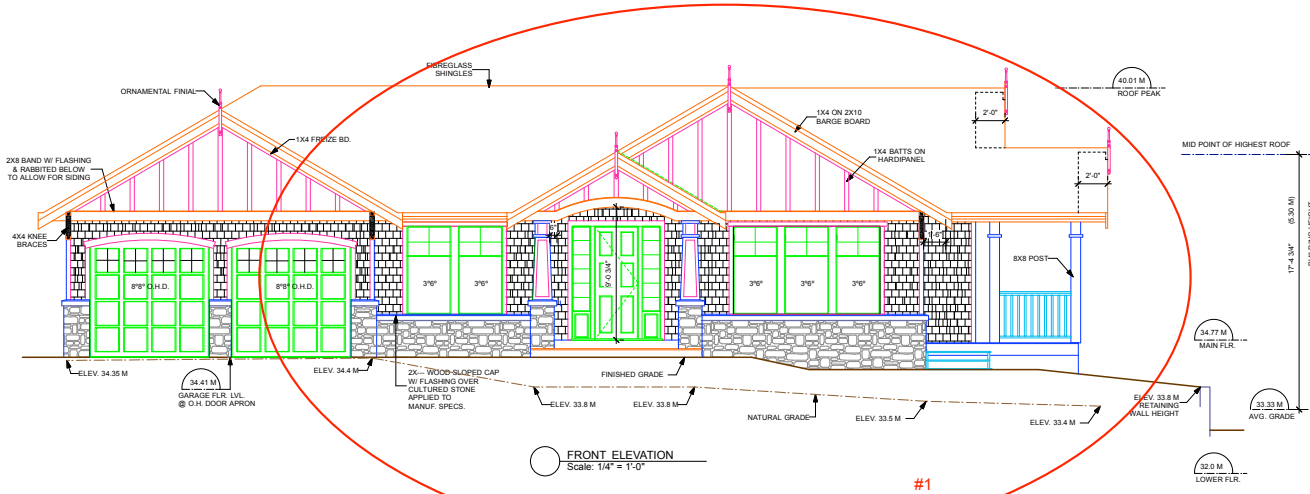 FIBREGLASS
SHINGLES
ORNAMENTAL FINIAL
40.01 M
ROOF PEAK
2'-0"
1X4 ON 2X10
BARGE BOARD
1X4 FREIZE BD.
MID POINT OF HIGHEST ROOF
2X8 BAND W/ FLASHING
& RABBITED BELOW
TO ALLOW FOR SIDING
1X4 BATTS ON
HARDIPANEL
2'-0"
4X4 KNEE
BRACES
6"
1'-6"
17'-4 3/4"
(5.30 M)
8X8 POST
9'-0 3/4"
8'8" O.H.D.
8'8" O.H.D.
3'6"
3'6"
3'6"
3'6"
3'6"
34.77 M
MAIN FLR.
ELEV. 34.35 M
ELEV. 34.4 M
34.41 M
GARAGE FLR. LVL.
@ O.H. DOOR APRON
2X--- WOOD SLOPED CAP
W/ FLASHING OVER
CULTURED STONE
APPLIED TO
MANUF. SPECS.
FINISHED GRADE
ELEV. 33.8 M
ELEV. 33.8 M
NATURAL GRADE
ELEV. 33.5 M
ELEV. 33.4 M
ELEV. 33.8 M
RETAINING
WALL HEIGHT
33.33 M
AVG. GRADE
FRONT ELEVATION
Scale: 1/4" = 1'-0"
32.0 M
LOWER FLR.
#1